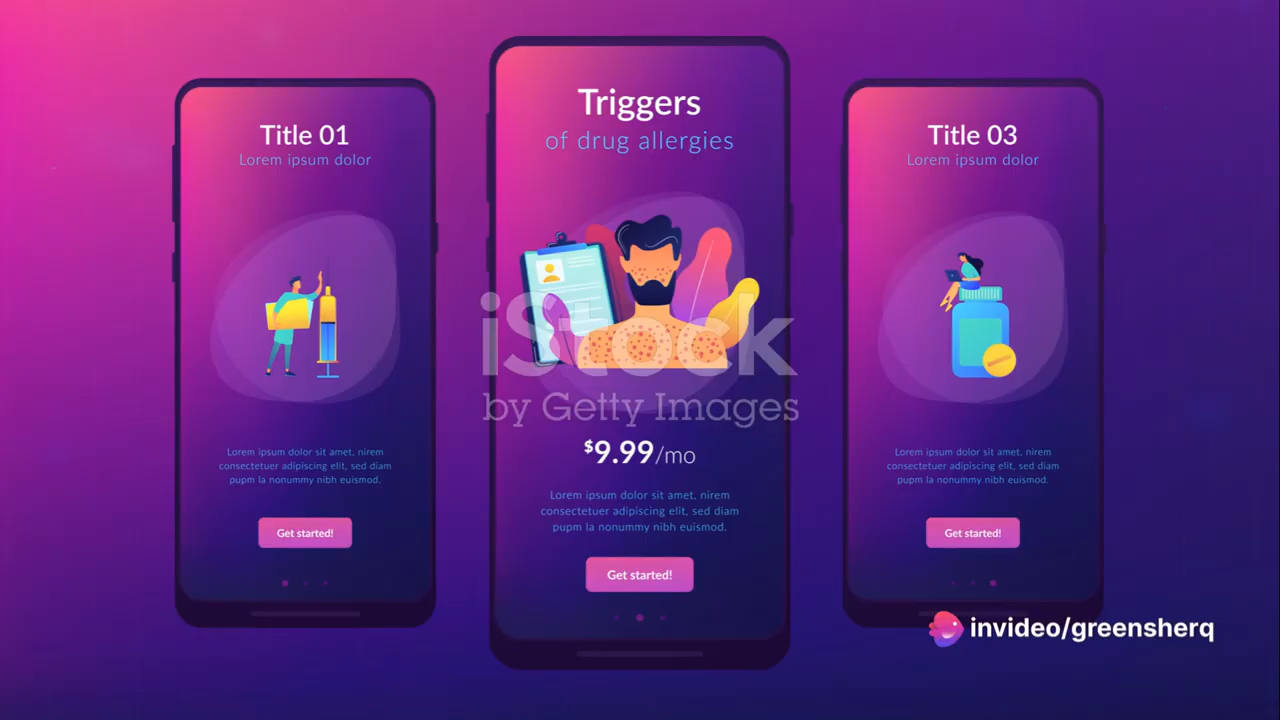 Title 01
Lorem ipsum dolor
Lorem ipsum dolor sit amet, nirem
consectetuer adipiscing elit, sed diam
pupm la nonummy nibh euismod.
Get started!
Triggers
of drug allergies
iStock
by Getty Images
$9.99/mo
Lorem ipsum dolor sit amet, nirem
consectetuer adipiscing elit, sed diam
pupm la nonummy nibh euismod.
Get started!
Title 03
Lorem ipsum dolor
Lorem ipsum dolor sit amet, nirem
consectetuer adipiscing elit, sed diam
pupm la nonummy nibh euismod.
Get started!
invideo/greensherq